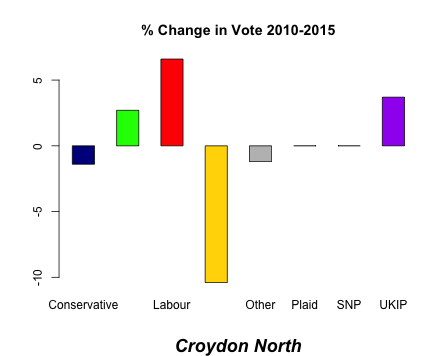 % Change in Vote 2010-2015
5
0
-5
-10
Conservative Labour Other Plaid SNP UKIP
Croydon North